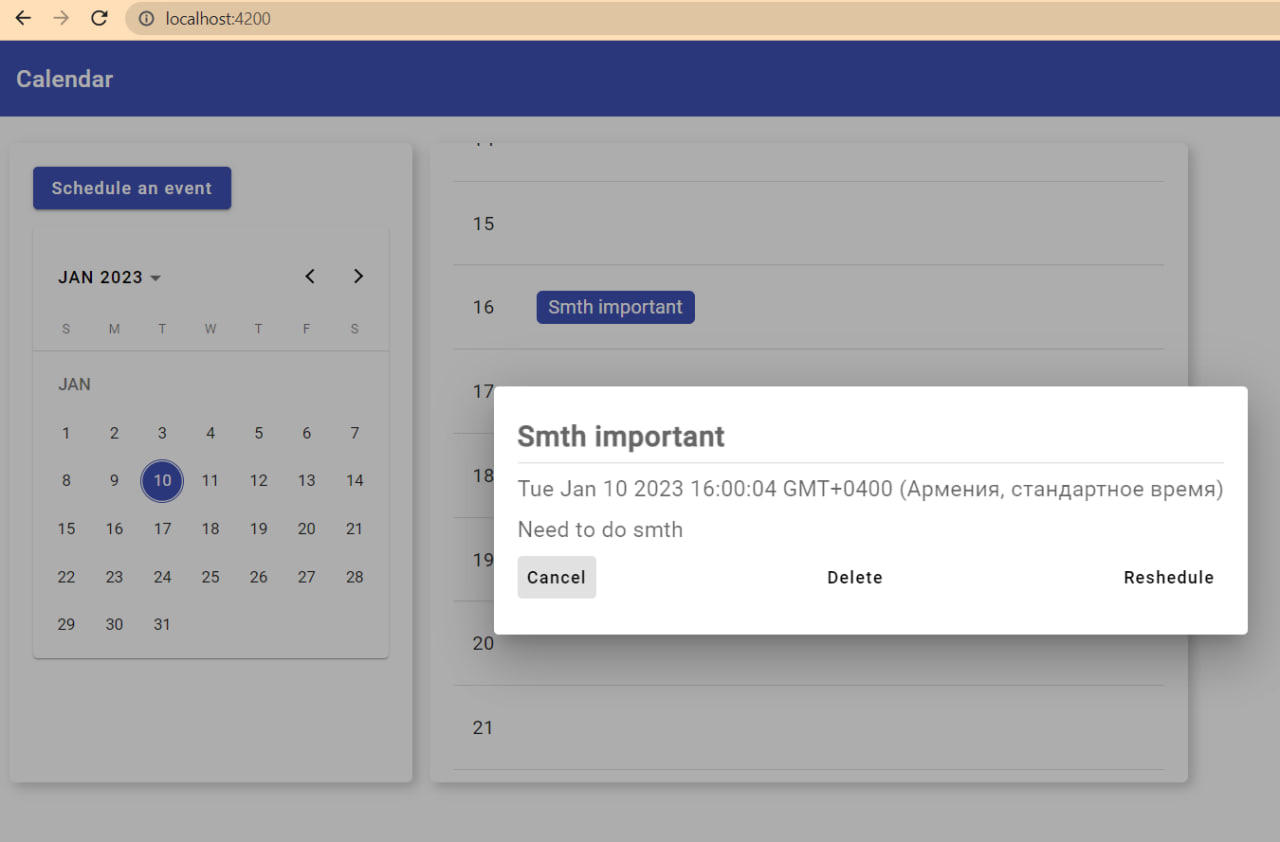 localhost:4200
Calendar
Schedule an event
JAN 2023
S M T W T F S
JAN
1 2 3 4 5 6 7
8 9 10 11 12 13 14
15 16 17 18 19 20 21
22 23 24 25 26 27 28
29 30 31
15
16 Smth important
17
18
19
20
21
Smth important
Tue Jan 10 2023 16:00:04 GMT+0400 (Армения, стандартное время)
Need to do smth
Cancel Delete Reshedule